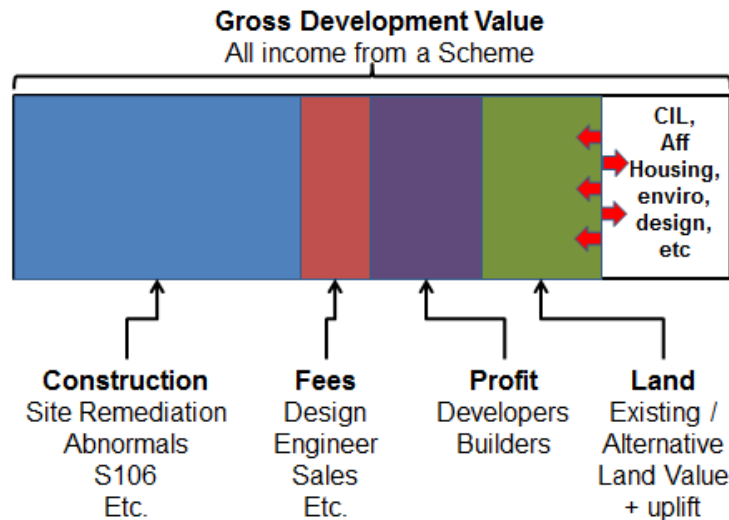 Gross Development Value
All income from a Scheme
CIL,
Aff
Housing,
enviro,
design,
etc
Construction
Site Remediation
Abnormals
S106
Etc.
Fees
Design
Engineer
Sales
Etc.
Profit
Developers
Builders
Land
Existing /
Alternative
Land Value
+ uplift